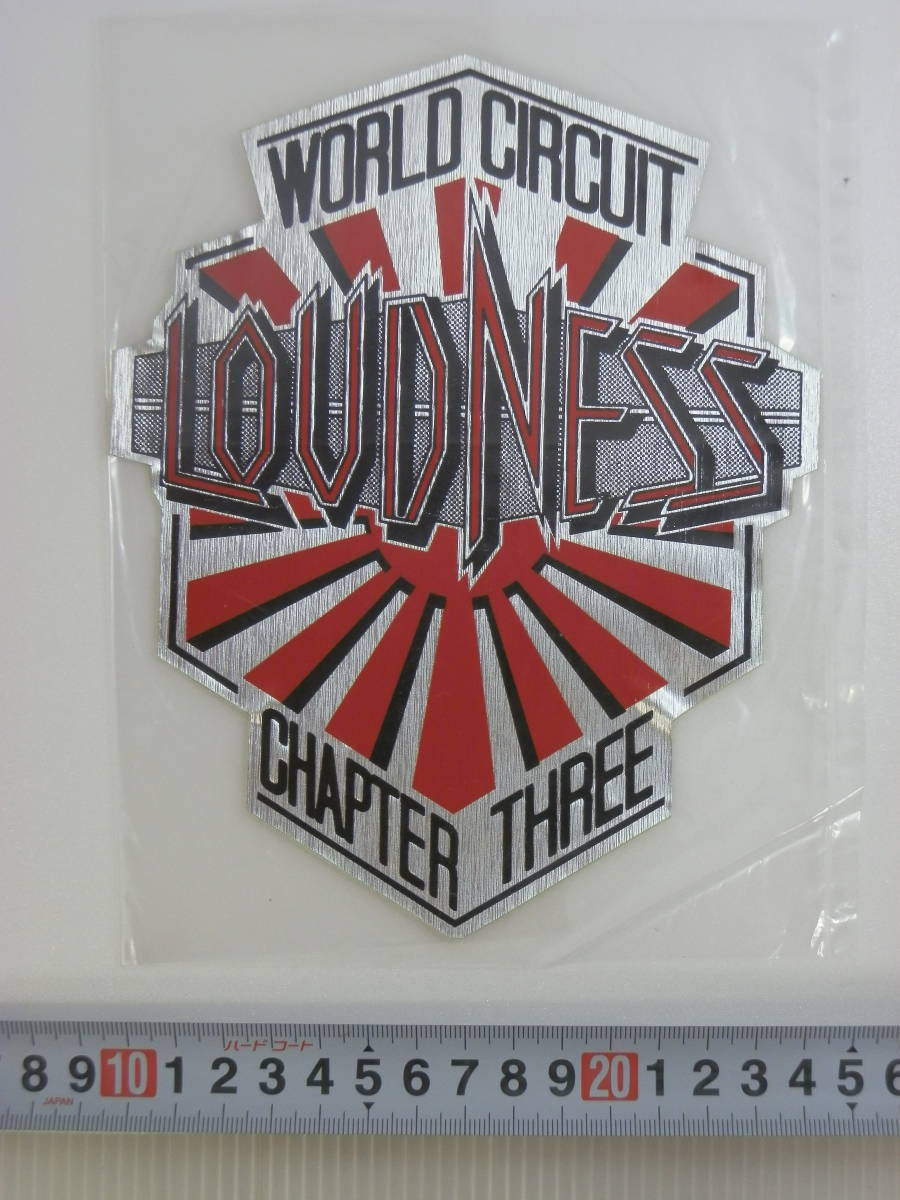 WORLD CIRCUIT
LOUDNESS
CHAPTER THREE
ハードコート
8 9 10 1 2 3 4 5 6 7 8 9 20 1 2 3 4 5 6
JAPAN